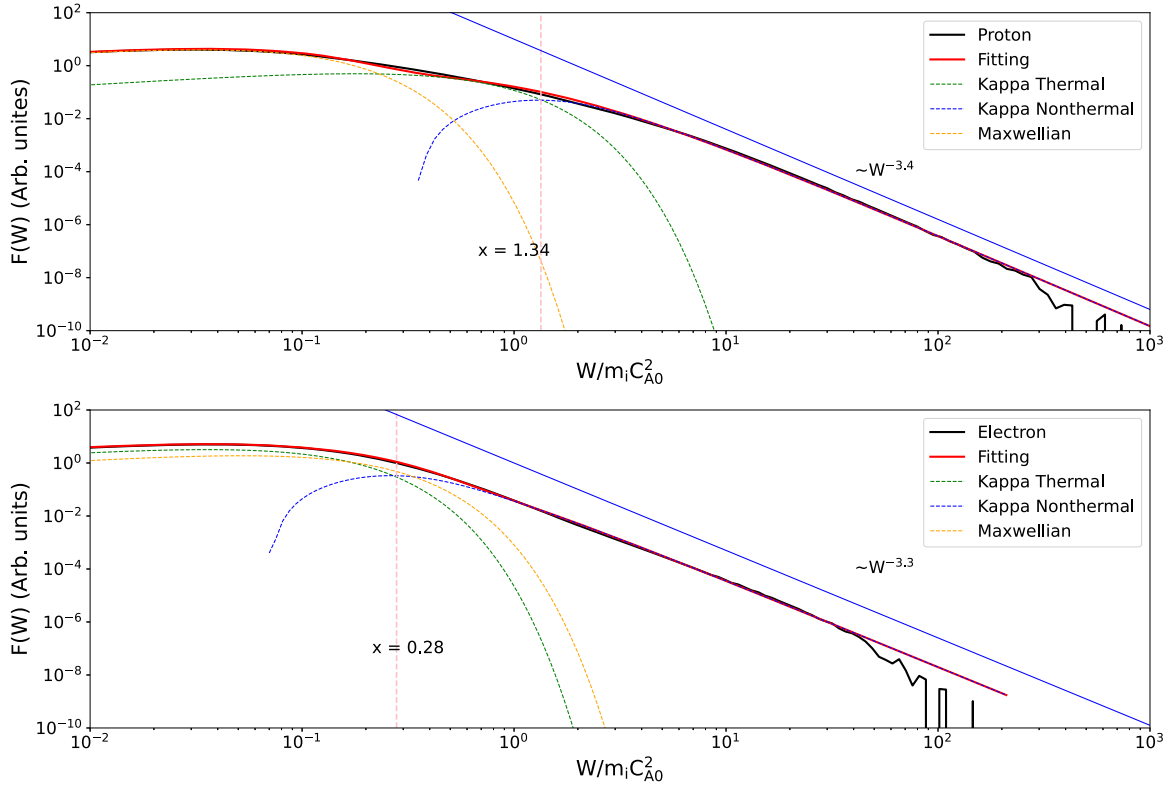 10^2
10^0
10^-2
10^-4
10^-6
10^-8
10^-10
F(W) (Arb. unites)
Proton
Fitting
Kappa Thermal
Kappa Nonthermal
Maxwellian
~W^-3.4
x = 1.34
10^-2 10^-1 10^0 10^1 10^2 10^3
W/m_iC_A0^2
10^2
10^0
10^-2
10^-4
10^-6
10^-8
10^-10
F(W) (Arb. units)
Electron
Fitting
Kappa Thermal
Kappa Nonthermal
Maxwellian
~W^-3.3
x = 0.28
10^-2 10^-1 10^0 10^1 10^2 10^3
W/m_iC_A0^2